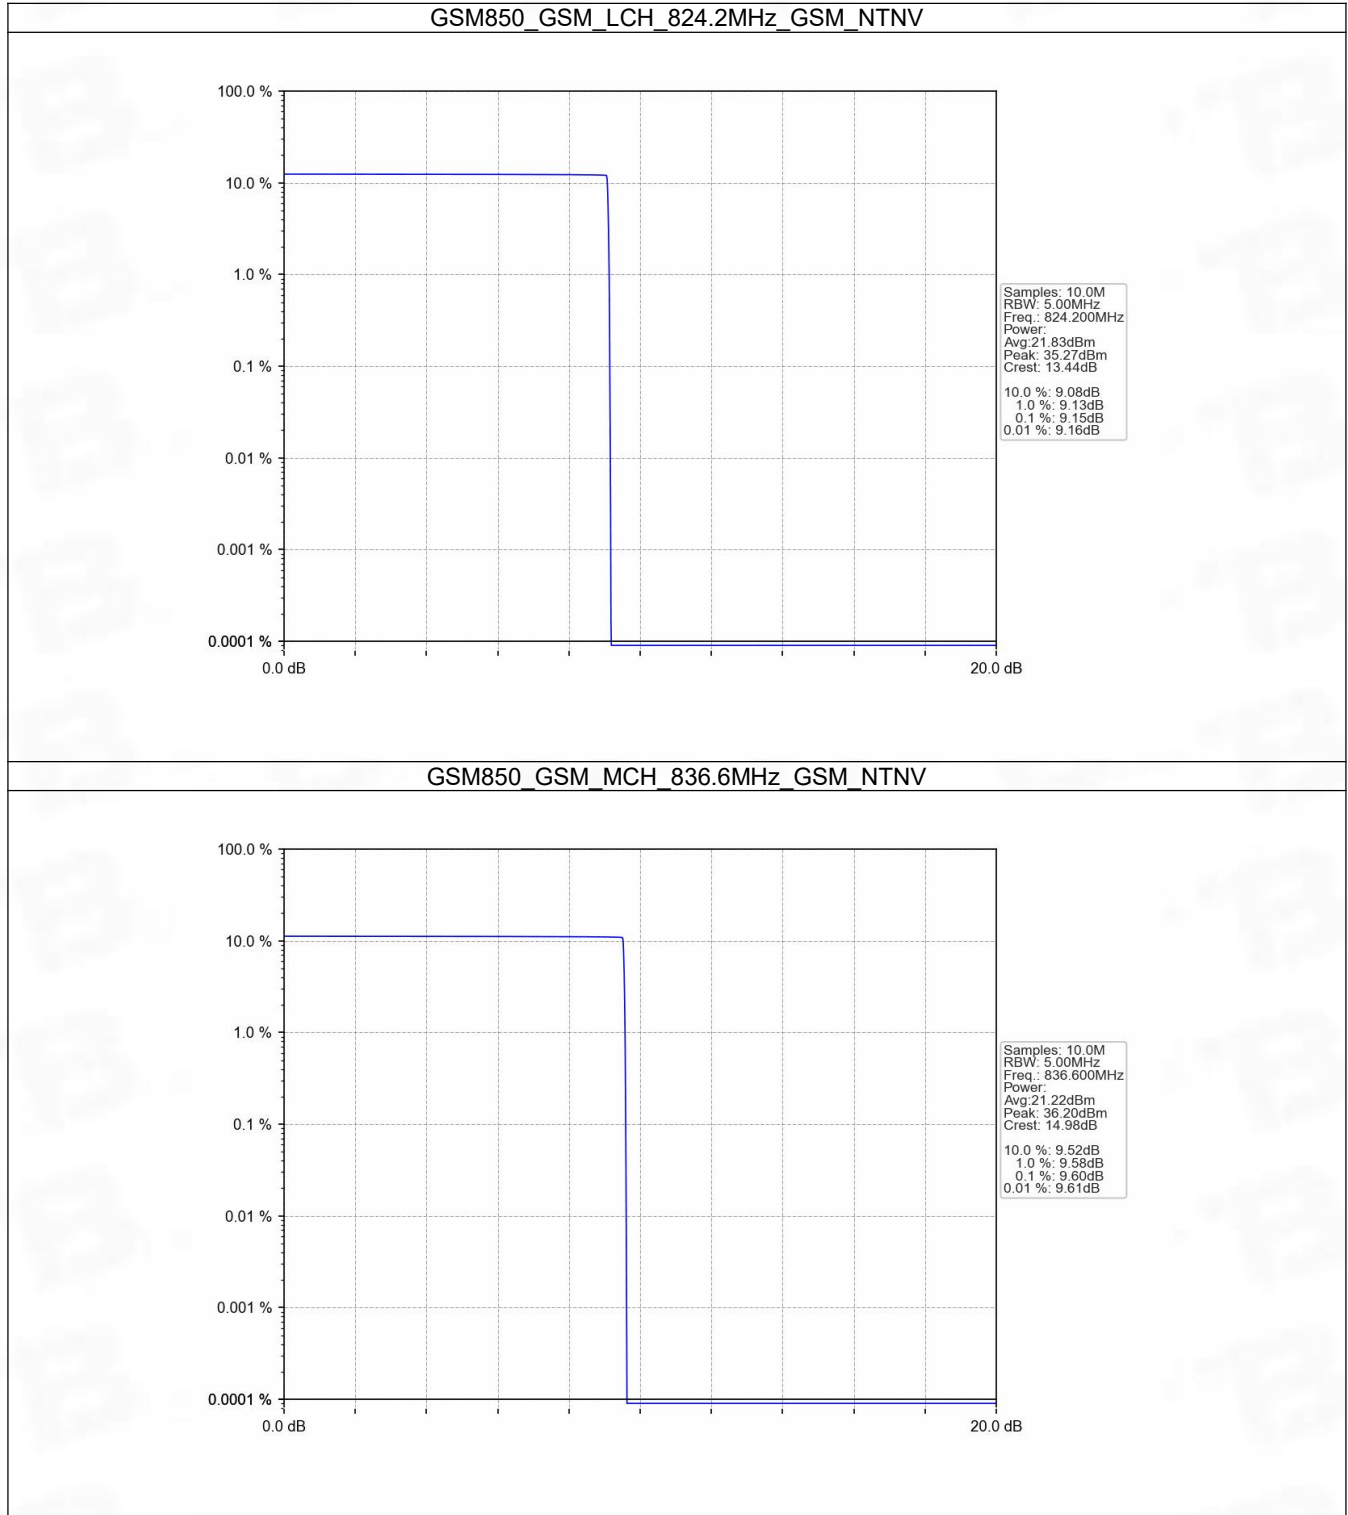 GSM850_GSM_LCH_824.2MHz_GSM_NTNV
100.0 %
10.0 %
1.0 %
0.1 %
0.01 %
0.001 %
0.0001 %
0.0 dB
20.0 dB
Samples: 10.0M
RBW: 5.00MHz
Freq.: 824.200MHz
Power:
Avg:21.83dBm
Peak: 35.27dBm
Crest: 13.44dB
10.0 %: 9.08dB
1.0 %: 9.13dB
0.1 %: 9.15dB
0.01 %: 9.16dB
GSM850_GSM_MCH_836.6MHz_GSM_NTNV
100.0 %
10.0 %
1.0 %
0.1 %
0.01 %
0.001 %
0.0001 %
0.0 dB
20.0 dB
Samples: 10.0M
RBW: 5.00MHz
Freq.: 836.600MHz
Power:
Avg:21.22dBm
Peak: 36.20dBm
Crest: 14.98dB
10.0 %: 9.52dB
1.0 %: 9.58dB
0.1 %: 9.60dB
0.01 %: 9.61dB